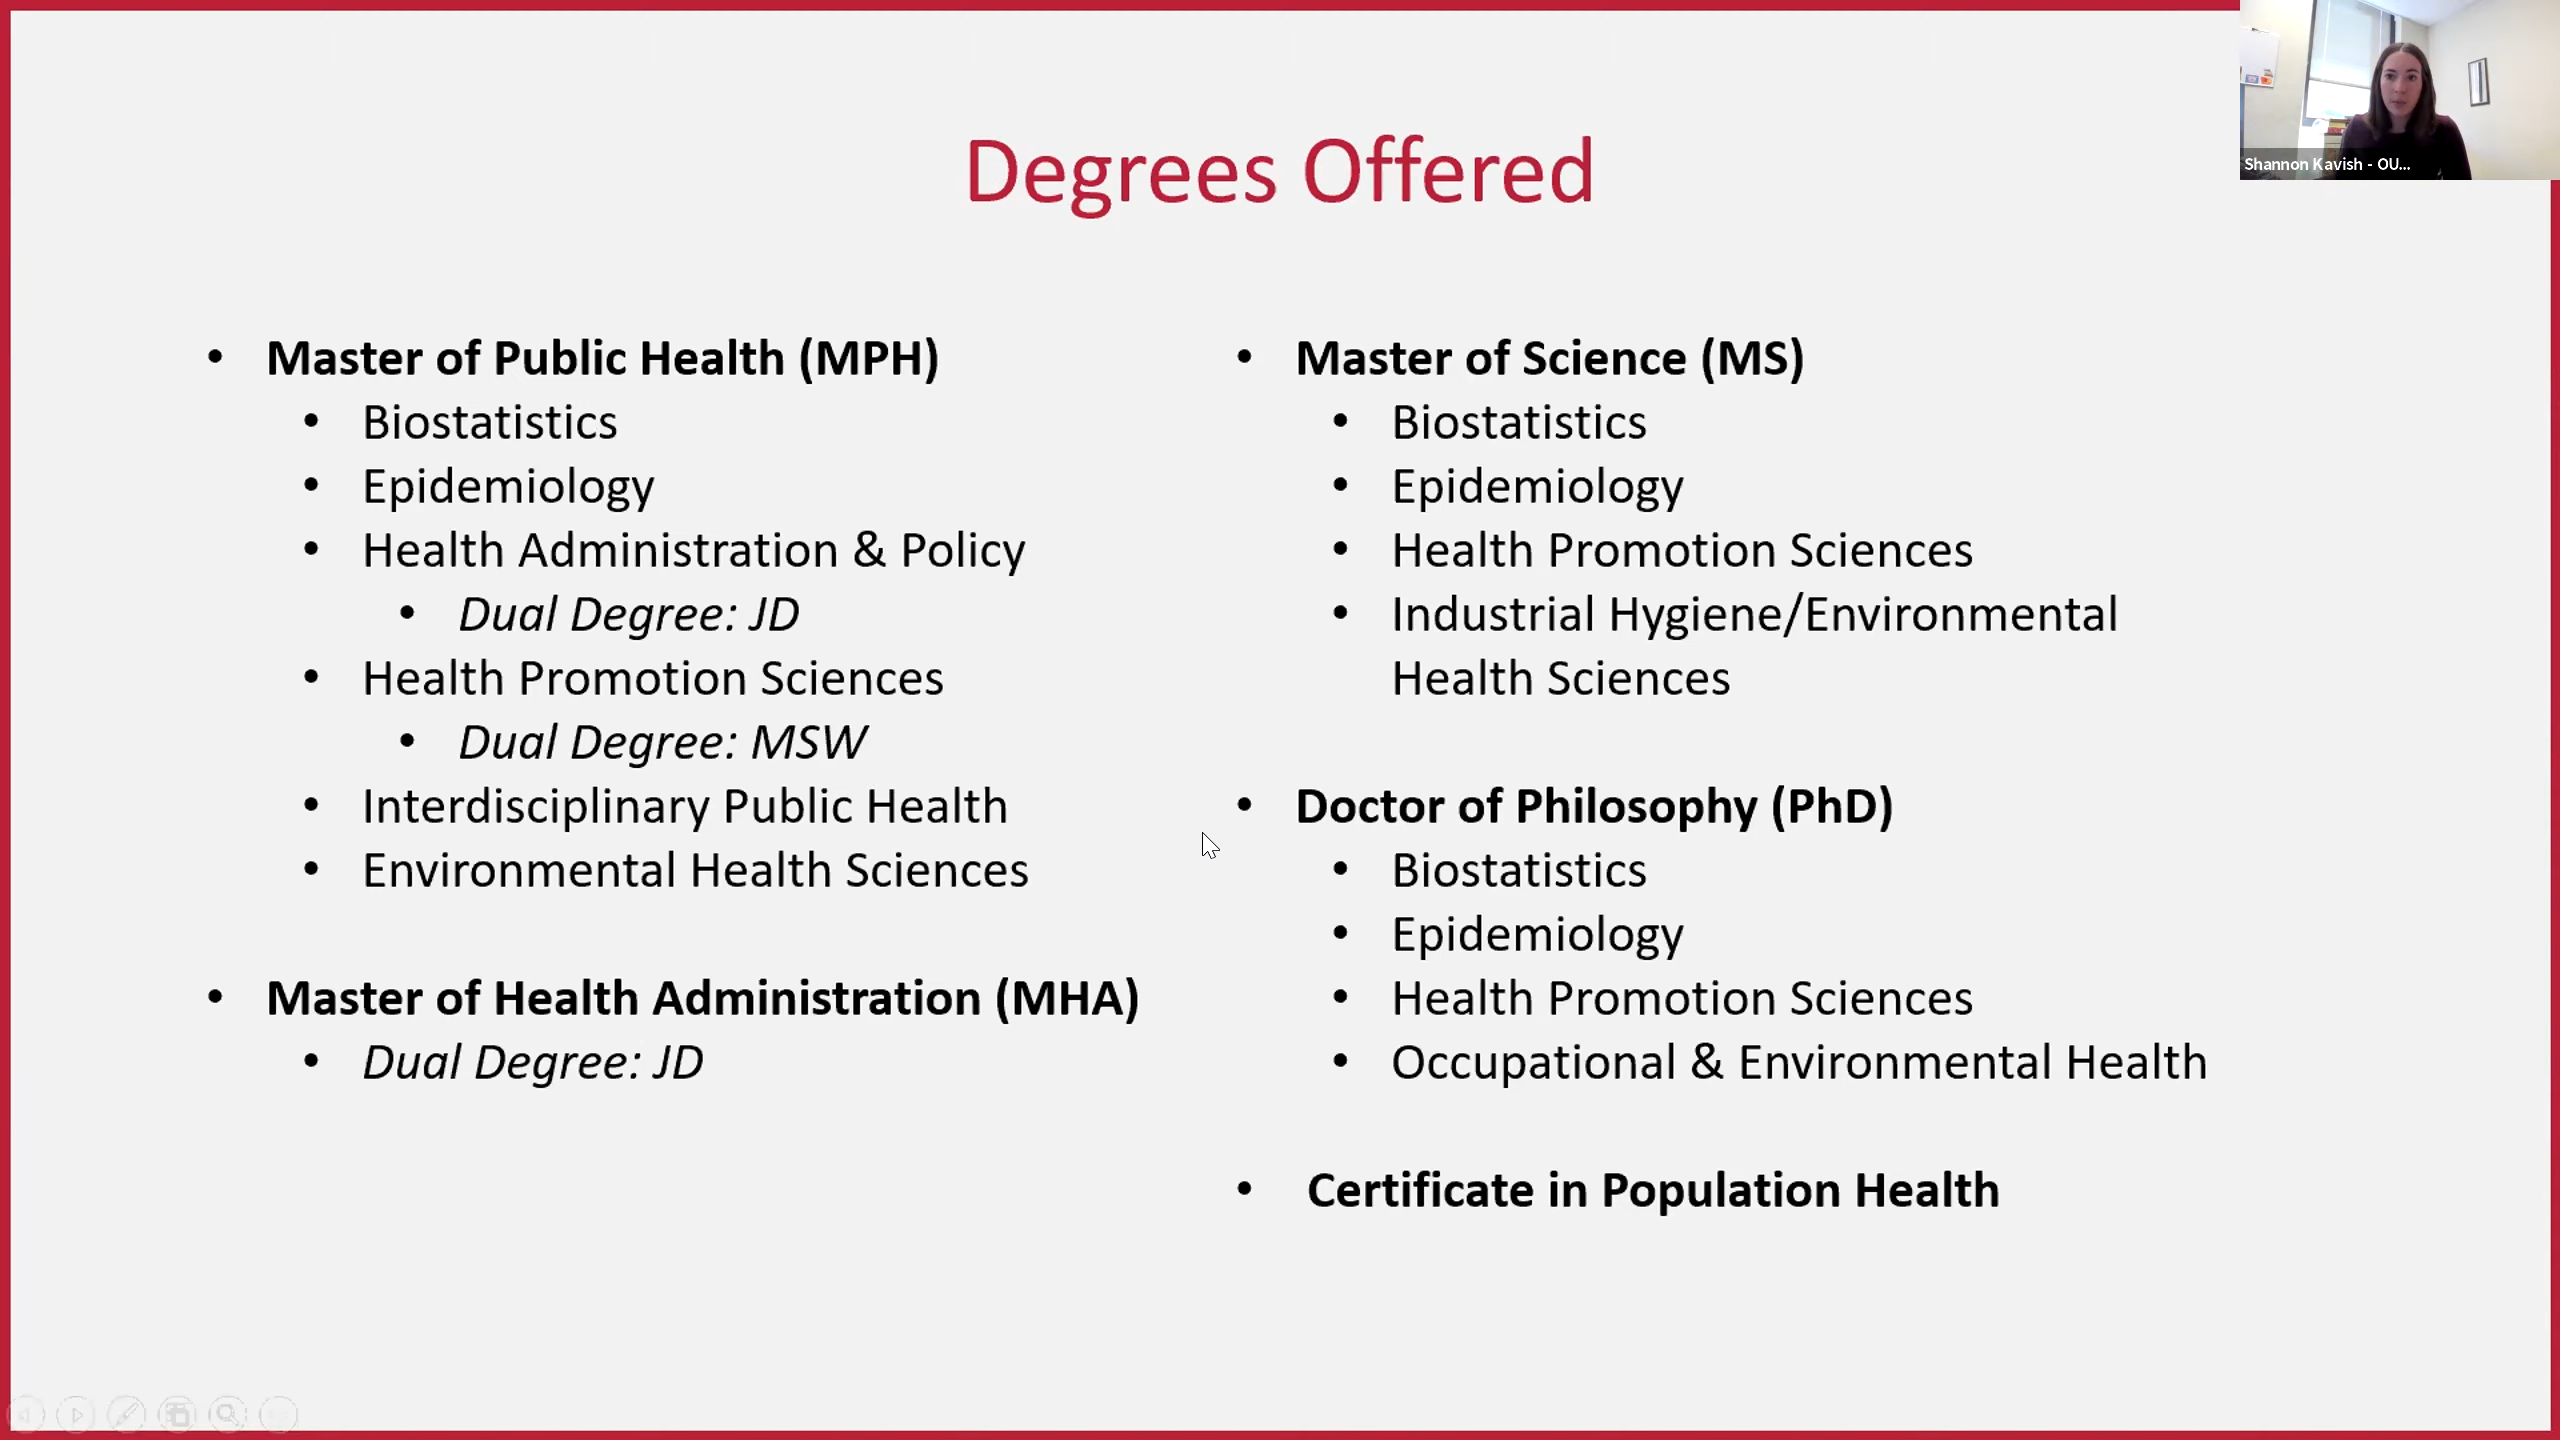 Degrees Offered
Master of Public Health (MPH)
Biostatistics
Epidemiology
Health Administration & Policy
Dual Degree: JD
Health Promotion Sciences
Dual Degree: MSW
Interdisciplinary Public Health
Environmental Health Sciences
Master of Health Administration (MHA)
Dual Degree: JD
Master of Science (MS)
Biostatistics
Epidemiology
Health Promotion Sciences
Industrial Hygiene/Environmental
Health Sciences
Doctor of Philosophy (PhD)
Biostatistics
Epidemiology
Health Promotion Sciences
Occupational & Environmental Health
Certificate in Population Health
Shannon Kavish - OU...